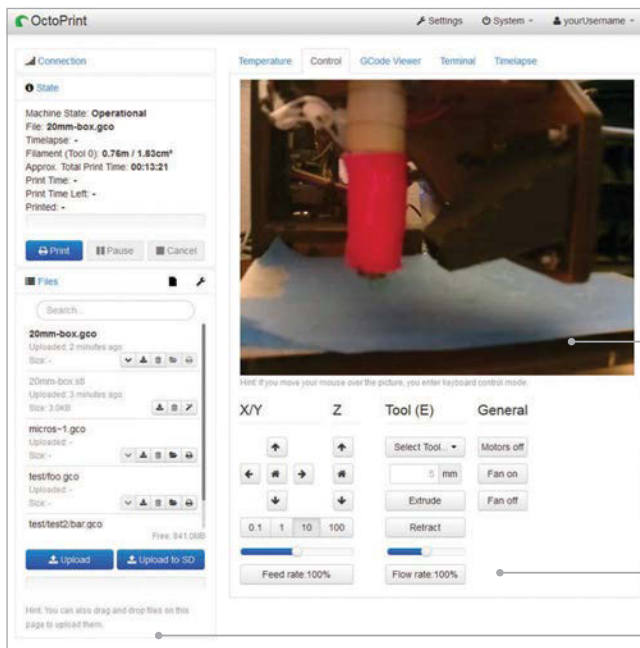 OctoPrint
Settings System yourUsername
Connection
State
Machine State: Operational
File: 20mm-box.gco
Timelapse: -
Filament (Tool 0): 0.76m / 1.83cm³
Approx. Total Print Time: 00:13:21
Print Time: -
Print Time Left: -
Printed: -
Print Pause Cancel
Files
Search...
20mm-box.gco
Uploaded: 2 minutes ago
Size: -
20mm-box.stl
Uploaded: 3 minutes ago
Size: 3.0KB
micros~1.gco
Uploaded: -
Size: -
test/foo.gco
Uploaded: -
Size: -
test/test2/bar.gco
Free: 841.0MB
Upload Upload to SD
Hint: You can also drag and drop files on this
page to upload them.
Temperature Control GCode Viewer Terminal Timelapse
Hint: If you move your mouse over the picture, you enter keyboard control mode.
X/Y Z Tool (E) General
Select Tool... Motors off
5 mm Fan on
Extrude Fan off
0.1 1 10 100 Retract
Feed rate:100% Flow rate:100%